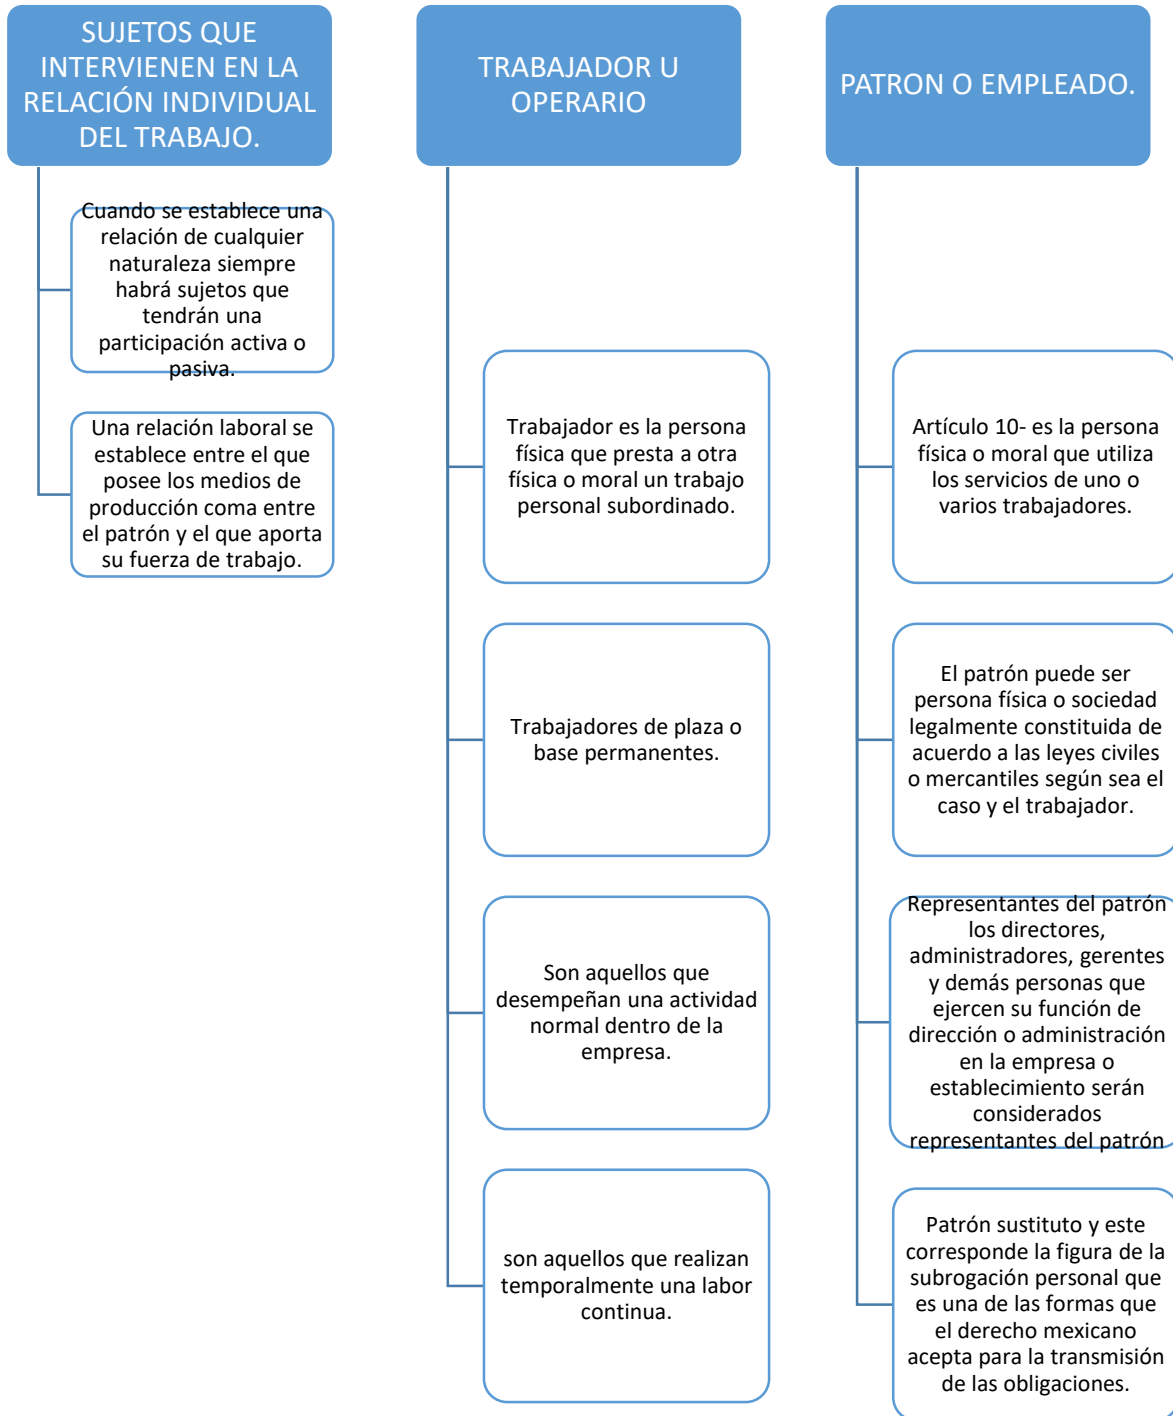 SUJETOS QUE
INTERVIENEN EN LA
RELACIÓN INDIVIDUAL
DEL TRABAJO.
Cuando se establece una
relación de cualquier
naturaleza siempre
habrá sujetos que
tendrán una
participación activa o
pasiva.
Una relación laboral se
establece entre el que
posee los medios de
producción coma entre
el patrón y el que aporta
su fuerza de trabajo.
TRABAJADOR U
OPERARIO
Trabajador es la persona
física que presta a otra
física o moral un trabajo
personal subordinado.
Trabajadores de plaza o
base permanentes.
Son aquellos que
desempeñan una actividad
normal dentro de la
empresa.
son aquellos que realizan
temporalmente una labor
continua.
PATRON O EMPLEADO.
Artículo 10- es la persona
física o moral que utiliza
los servicios de uno o
varios trabajadores.
El patrón puede ser
persona física o sociedad
legalmente constituida de
acuerdo a las leyes civiles
o mercantiles según sea el
caso y el trabajador.
Representantes del patrón
los directores,
administradores, gerentes
y demás personas que
ejercen su función de
dirección o administración
en la empresa o
establecimiento serán
considerados
representantes del patrón
Patrón sustituto y este
corresponde la figura de la
subrogación personal que
es una de las formas que
el derecho mexicano
acepta para la transmisión
de las obligaciones.